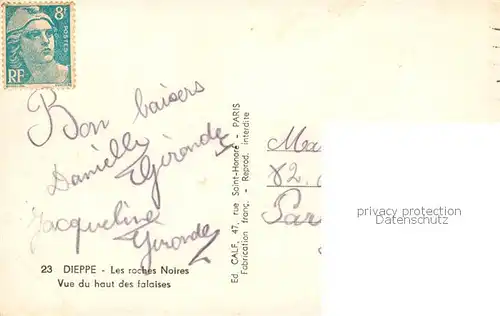 8F
POSTES
RF
Bon baisers
Danielle
Gironde
Jacqueline
Gironde
23 DIEPPE - Les roches Noires
Vue du haut des falaises
Ed. CALF, 47, rue Saint-Honoré - PARIS
Fabrication franç. - Reprod. interdite
82.
privacy protection
Datenschutz